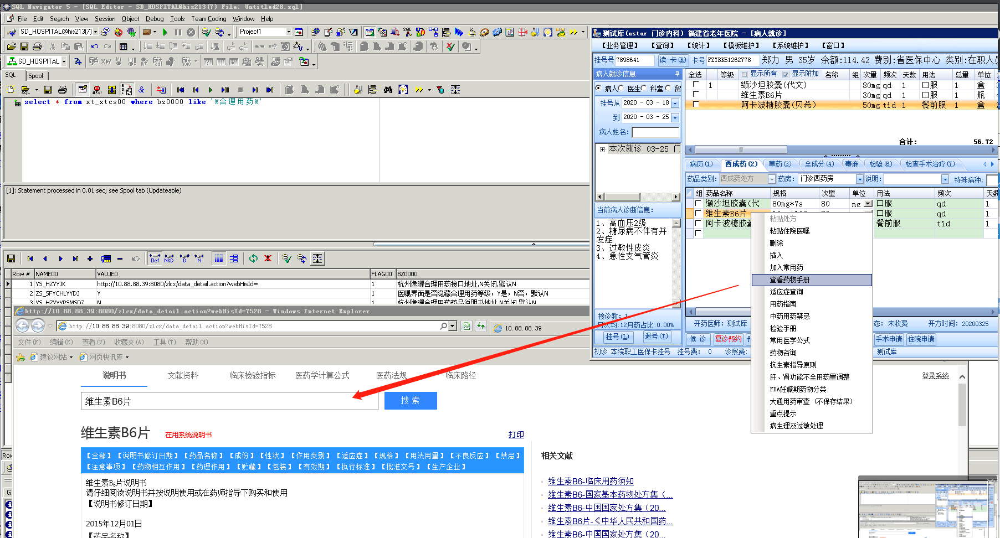 SQL Navigator 5 - [SQL Editor - SD_HOSPITAL@his213(7) File: Untitled28.sql]
File Edit Search View Session Object Debug Tools Team Coding Window Help
SD_HOSPITAL@his213(7)
Project1
SD_HOSPITAL
SQL Spool
select * from xt_xtcs00 where bz0000 like '%合理用药%'
[1]: Statement processed in 0.01 sec; see Spool tab (Updateable)
Def N&D D N
Row # NAME00 VALUE0 FLAG00 BZ0000
1 YS_HZYYJK http://10.88.88.39:8080/zlcx/data_detail.action?webHisId= 1 杭州逸曜合理用药接口地址,N关闭,默认N
2 ZS_SFYCHLYYDJ Y 1 医嘱界面是否隐藏合理用药等级，Y是，N否，默认N
3 YS_HZYYYPSMSDZ N 1 杭州逸曜合理用药药品说明书地址,N关闭,默认N
测试库(astar 门诊内科) 福建省老年医院 - [病人就诊]
【业务管理】 【查询】 【统计】 【模板维护】 【系统维护】 【窗口】
挂号号 7898641 读 卡(R) 卡号 FZYBK51262778 郑力 男 35岁 余额:114.42 费别:省医保中心 类别:在职人员
病人就诊信息
病人 医生 科室 留
挂号从 2020 - 03 - 18
到 2020 - 03 - 25
病人姓名:
本次就诊 03-25 门
当前病人诊断信息:
1、高血压2级
2、糖尿病不伴有并
发症
3、过敏性皮炎
4、急性支气管炎
接诊数: 1
月次均:12月药占比:0.00%
挂号(L) 退号(T)
初诊 本院职工医保卡挂号 挂号费: 0 诊察费:
全选 等级 显示所有 显示附加 名称 组 次量 频次 天数 用法 总量 单位
1 缬沙坦胶囊(代文) 80mg qd 1 口服 1 盒
维生素B6片 30mg qd 1 口服 1 瓶
阿卡波糖胶囊(贝希) 50mg tid 1 餐前服 1 盒
合计: 56.72
病历(1) 西成药(2) 草药(3) 全成分(4) 毒麻 检验(6) 检查手术治疗(7)
药品类别: 西成药处方 药房: 门诊西药房 说明: 特殊病种:
组 药品名称 规格 次量 单位 用法 频次 天数
缬沙坦胶囊(代 80mg*7s 80 mg 口服 qd 1
维生素B6片 口服 qd 1
阿卡波糖胶囊 餐前服 tid 1
粘贴处方
粘贴住院医嘱
删除
插入
加入常用药
查看药物手册
适应症查询
用药指南
中药用药禁忌
检验手册
常用医学公式
药物咨询
抗生素指导原则
肝、肾功能不全用药量调整
FDA妊娠期药物分类
大通用药审查（不保存结果）
重点提示
病生理及过敏处理
开药医师: 测试库 态: 未收费 开方时间: 20200325
候 诊 复诊预约 手术申请 住院申请
测试库
http://10.88.88.39:8080/zlcx/data_detail.action?webHisId=7528 - Windows Internet Explorer
http://10.88.88.39:8080/zlcx/data_detail.action?webHisId=7528 10.88.88.39
文件(F) 编辑(E) 查看(V) 收藏夹(A) 工具(T) 帮助(H)
建议网站 网页快讯库
说明书 文献资料 临床检验指标 医药学计算公式 医药法规 临床路径 登录系统
维生素B6片 搜 索
维生素B6片 在用系统说明书 打印
【全部】 【说明书修订日期】 【药品名称】 【成份】 【性状】 【作用类别】 【适应症】 【规格】 【用法用量】 【不良反应】 【禁忌】
【注意事项】 【药物相互作用】 【药理作用】 【贮藏】 【包装】 【有效期】 【执行标准】 【批准文号】 【生产企业】
维生素B₆片说明书
请仔细阅读说明书并按说明使用或在药师指导下购买和使用
【说明书修订日期】
2015年12月01日
【药品名称】
相关文献
维生素B6-临床用药须知
维生素B6-国家基本药物处方集（...
维生素B6-中国国家处方集（20...
维生素B6片-《中华人民共和国药...
维生素B6-中国国家处方集（20...